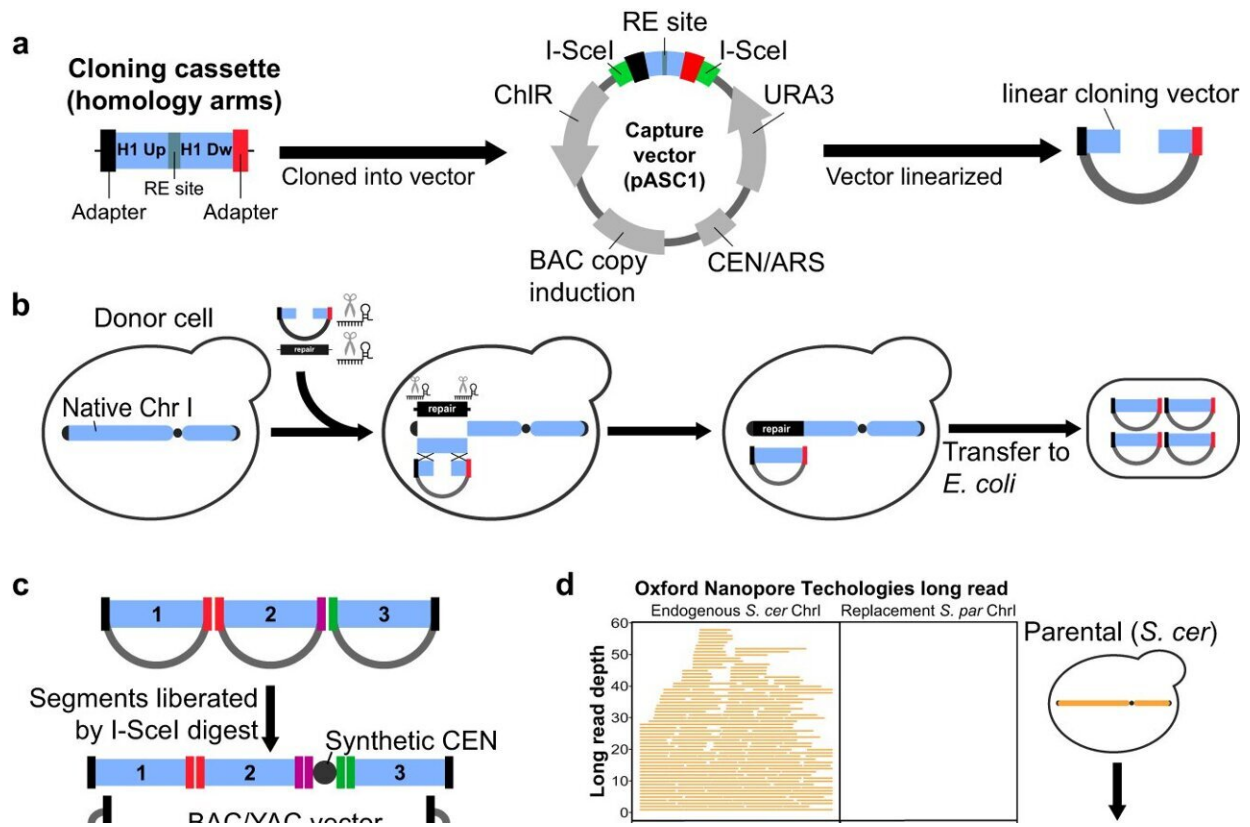 a
Cloning cassette
(homology arms)
H1 Up
H1 Dw
RE site
Adapter
Adapter
Cloned into vector
RE site
I-SceI
I-SceI
ChlR
URA3
Capture
vector
(pASC1)
BAC copy
induction
CEN/ARS
Vector linearized
linear cloning vector
b
Donor cell
repair
Native Chr I
repair
repair
Transfer to
E. coli
c
1
2
3
Segments liberated
by I-SceI digest
Synthetic CEN
1
2
3
BAC/YAC vector
d
Oxford Nanopore Techologies long read
Endogenous S. cer ChrI
Replacement S. par ChrI
Long read depth
60
50
40
30
20
10
0
Parental (S. cer)